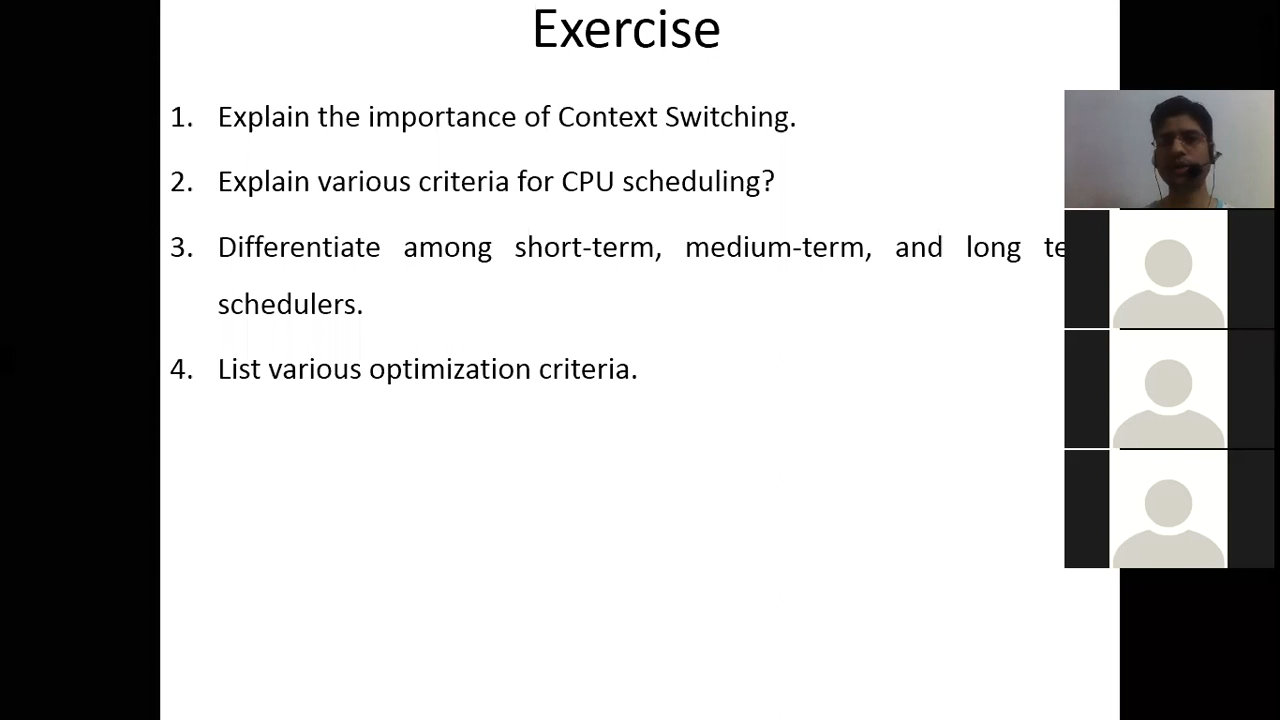 Exercise
1. Explain the importance of Context Switching.
2. Explain various criteria for CPU scheduling?
3. Differentiate among short-term, medium-term, and long
schedulers.
4. List various optimization criteria.